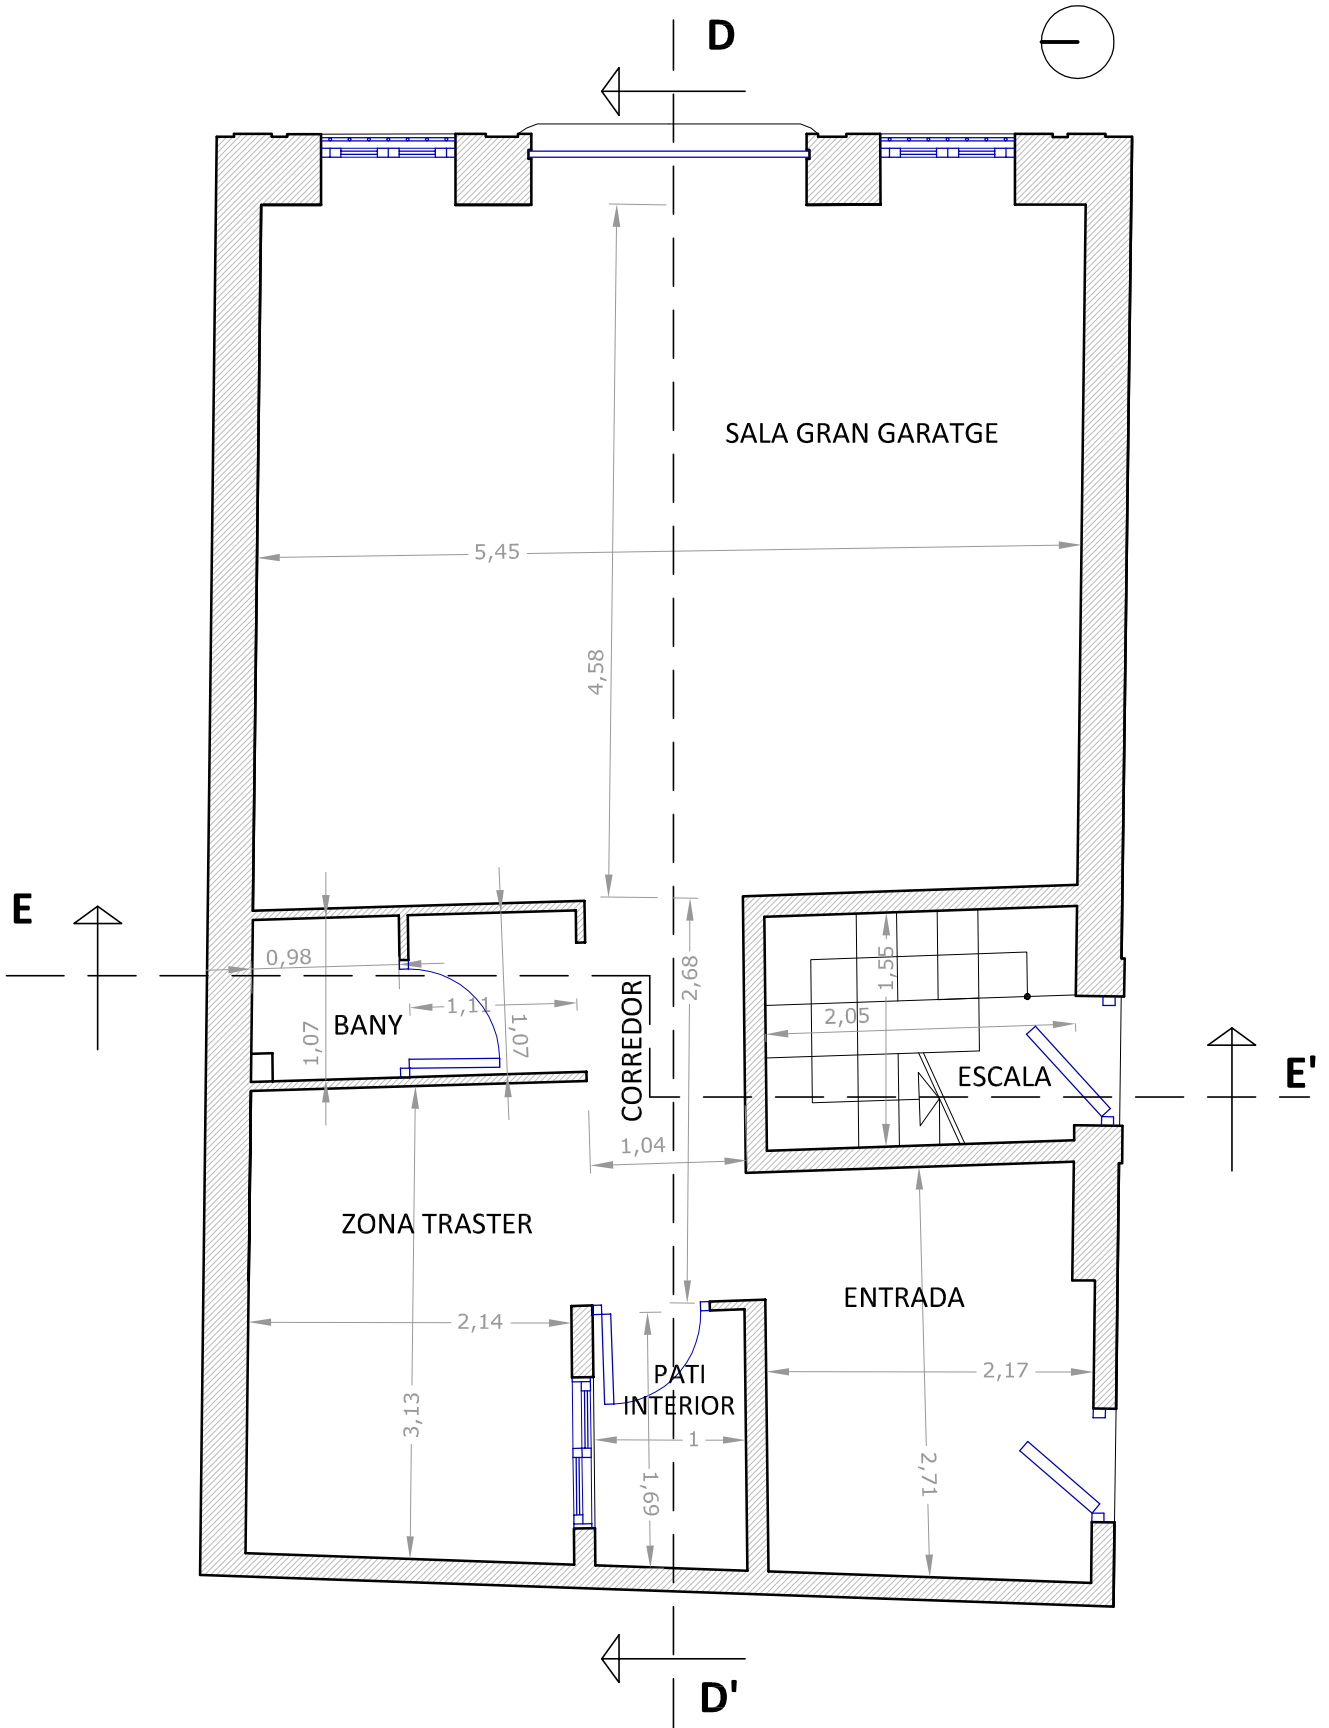 D
SALA GRAN GARATGE
5,45
4,58
E
0,98
2,68
1,55
1,11
2,05
BANY
1,07
1,07
CORREDOR
ESCALA
E'
1,04
ZONA TRASTER
ENTRADA
2,14
PATI
INTERIOR
2,17
3,13
1
2,71
1,69
D'